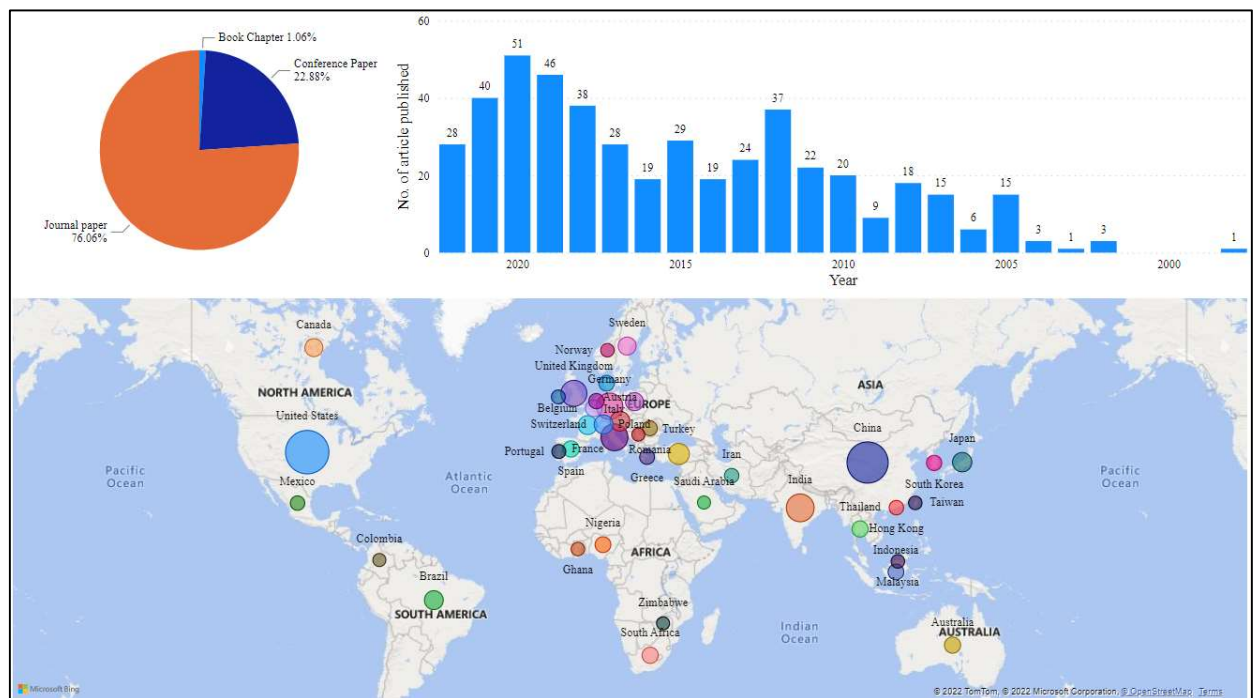 Book Chapter 1.06%
Conference Paper
22.88%
Journal paper
76.06%
No. of article published
60
40
20
0
28
40
51
46
38
28
19
29
19
24
37
22
20
9
18
15
6
15
3
1
3
1
2020
2015
2010
2005
2000
Year
Canada
Sweden
Norway
United Kingdom
Germany
NORTH AMERICA
Austria
EUROPE
ASIA
Belgium
Italy
United States
Switzerland
Poland
Turkey
China
Japan
Portugal
France
Romania
Iran
Pacific
Ocean
Atlantic
Ocean
Spain
Greece
Saudi Arabia
South Korea
Pacific
Ocean
Mexico
India
Thailand
Taiwan
Nigeria
Hong Kong
Colombia
Ghana
AFRICA
Indonesia
Malaysia
Brazil
SOUTH AMERICA
Zimbabwe
Indian
Ocean
South Africa
Australia
AUSTRALIA
Microsoft Bing
© 2022 TomTom, © 2022 Microsoft Corporation, © OpenStreetMap Terms